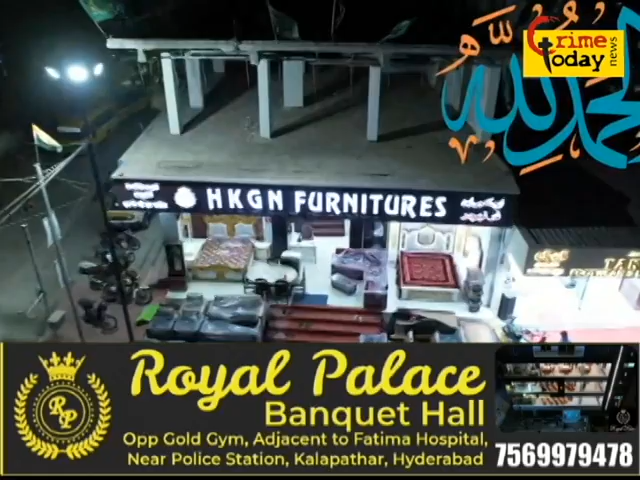 الحمد لله
Crime
Today
news
HKGN FURNITURES
Royal Palace
Banquet Hall
Opp Gold Gym, Adjacent to Fatima Hospital,
Near Police Station, Kalapathar, Hyderabad
7569979478
RP